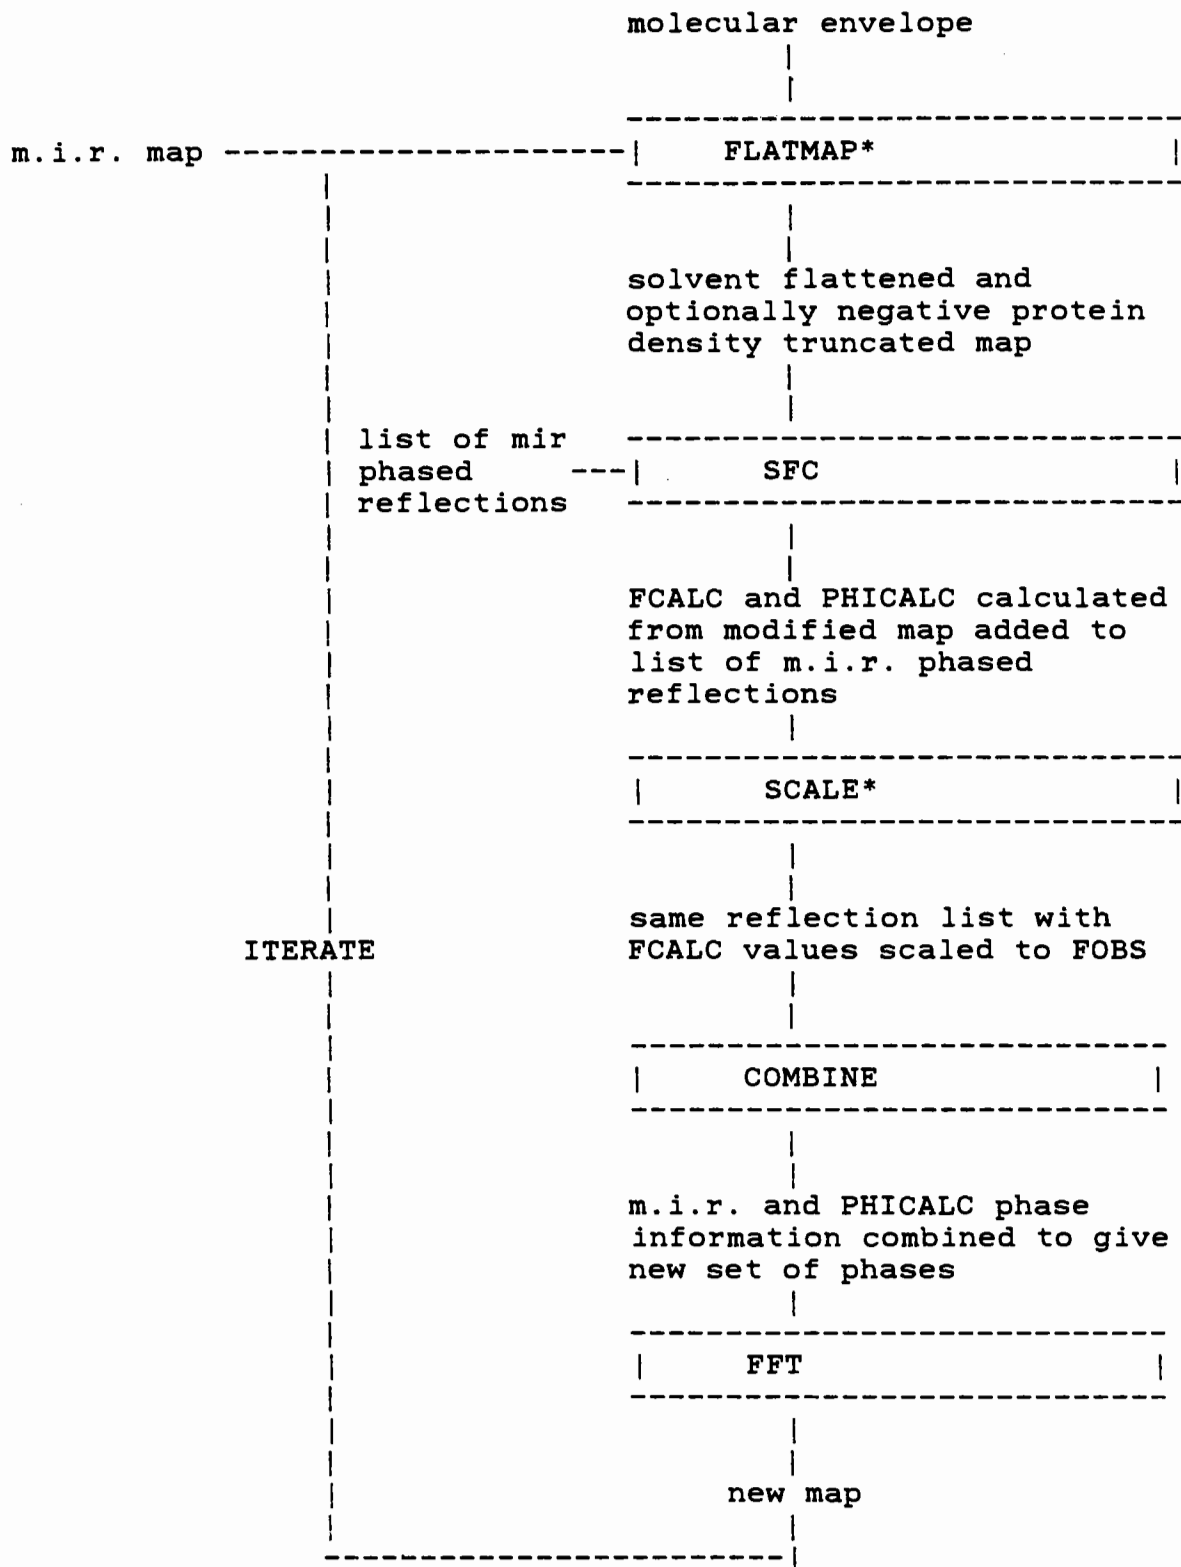 molecular envelope
m.i.r. map
FLATMAP*
solvent flattened and
optionally negative protein
density truncated map
list of mir
phased
reflections
SFC
FCALC and PHICALC calculated
from modified map added to
list of m.i.r. phased
reflections
SCALE*
same reflection list with
FCALC values scaled to FOBS
ITERATE
COMBINE
m.i.r. and PHICALC phase
information combined to give
new set of phases
FFT
new map